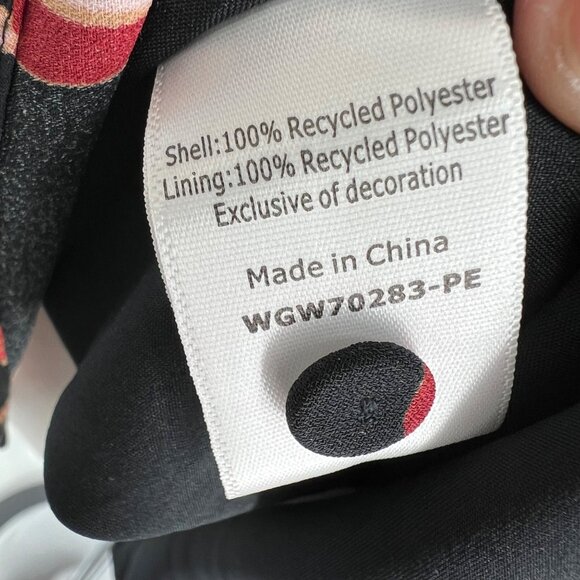 Shell:100% Recycled Polyester
Lining:100% Recycled Polyester
Exclusive of decoration
Made in China
WGW70283-PE